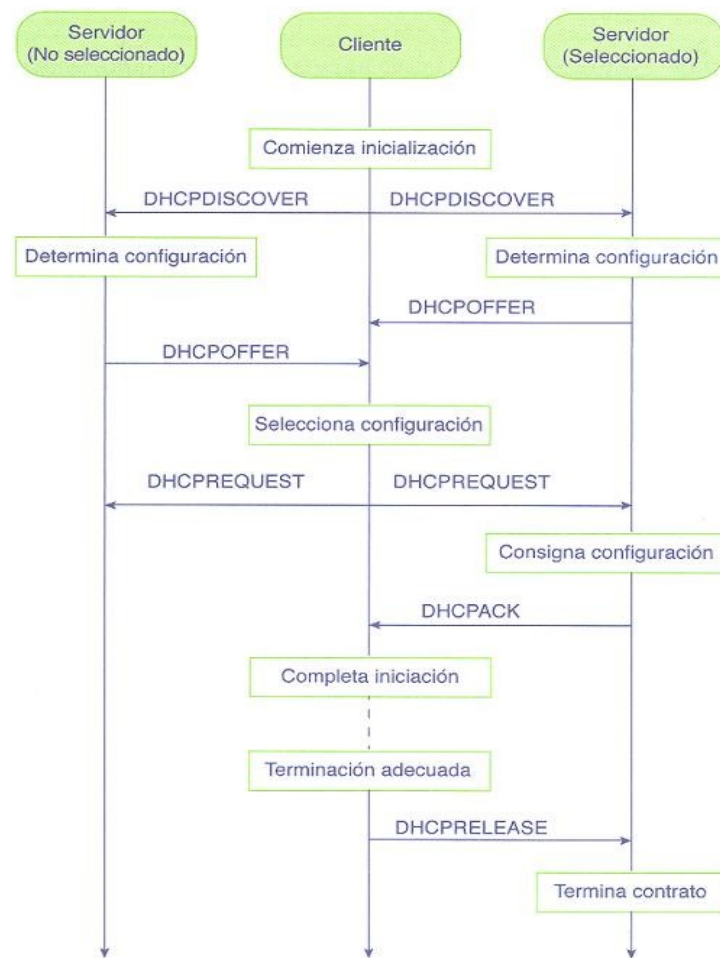 Servidor
(No seleccionado)
Cliente
Servidor
(Seleccionado)
Comienza inicialización
DHCPDISCOVER
DHCPDISCOVER
Determina configuración
Determina configuración
DHCPOFFER
DHCPOFFER
Selecciona configuración
DHCPREQUEST
DHCPREQUEST
Consigna configuración
DHCPACK
Completa iniciación
Terminación adecuada
DHCPRELEASE
Termina contrato